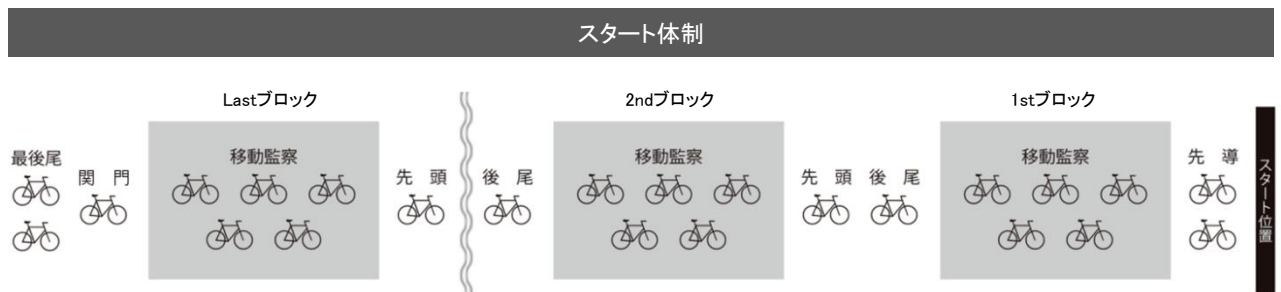 スタート体制
Lastブロック
2ndブロック
1stブロック
最後尾
関 門
移動監察
先 頭
後 尾
移動監察
先 頭
後 尾
移動監察
先 導
スタート位置